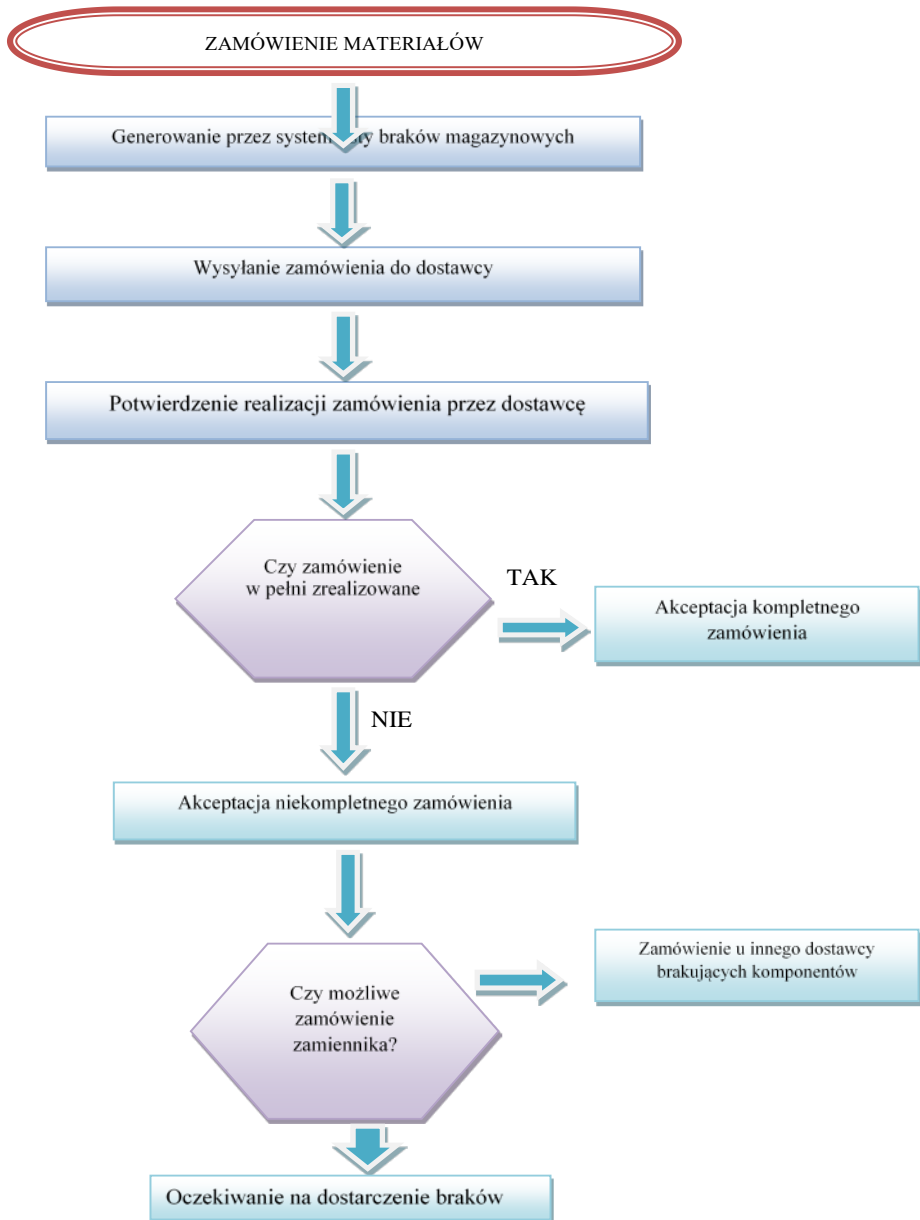 ZAMÓWIENIE MATERIAŁÓW
Generowanie przez system braków magazynowych
Wysyłanie zamówienia do dostawcy
Potwierdzenie realizacji zamówienia przez dostawcę
Czy zamówienie
w pełni zrealizowane
TAK
Akceptacja kompletnego
zamówienia
NIE
Akceptacja niekompletnego zamówienia
Zamówienie u innego dostawcy
brakujących komponentów
Czy możliwe
zamówienie
zamiennika?
Oczekiwanie na dostarczenie braków